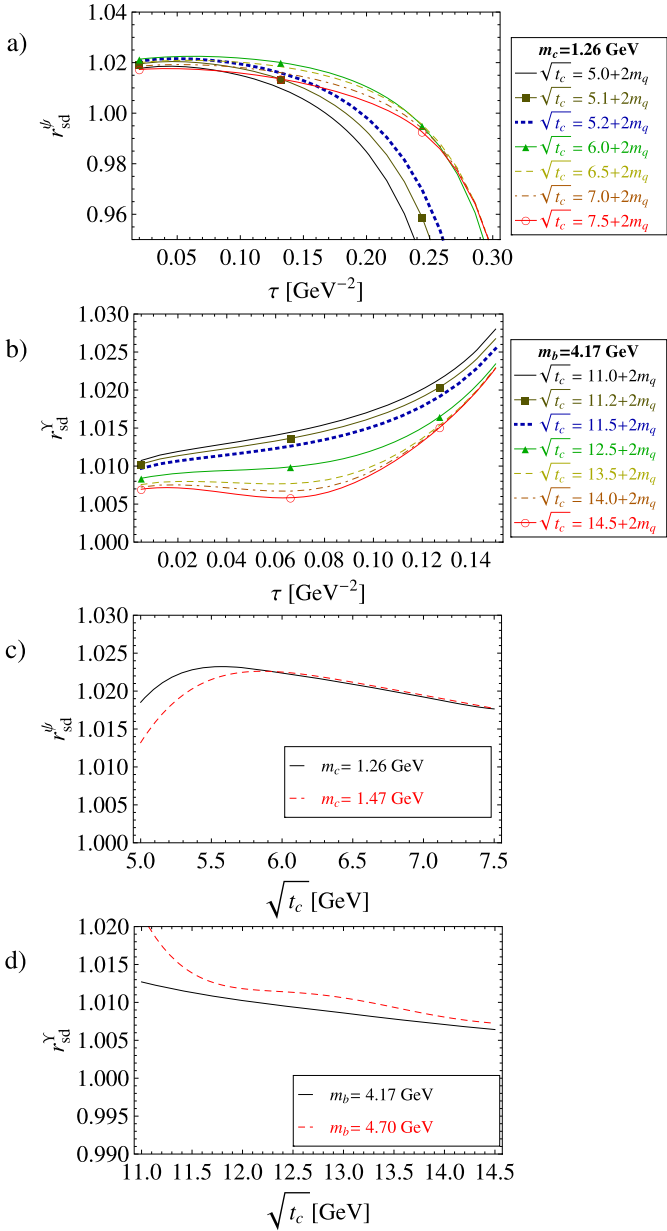 a)
1.04
1.02
1.00
0.98
0.96
r_sd^ψ
0.05 0.10 0.15 0.20 0.25 0.30
τ [GeV⁻²]
m_c=1.26 GeV
√t_c = 5.0+2m_q
√t_c = 5.1+2m_q
√t_c = 5.2+2m_q
√t_c = 6.0+2m_q
√t_c = 6.5+2m_q
√t_c = 7.0+2m_q
√t_c = 7.5+2m_q
b)
1.030
1.025
1.020
1.015
1.010
1.005
1.000
r_sd^Υ
0.02 0.04 0.06 0.08 0.10 0.12 0.14
τ [GeV⁻²]
m_b=4.17 GeV
√t_c = 11.0+2m_q
√t_c = 11.2+2m_q
√t_c = 11.5+2m_q
√t_c = 12.5+2m_q
√t_c = 13.5+2m_q
√t_c = 14.0+2m_q
√t_c = 14.5+2m_q
c)
1.030
1.025
1.020
1.015
1.010
1.005
1.000
r_sd^ψ
m_c= 1.26 GeV
m_c= 1.47 GeV
5.0 5.5 6.0 6.5 7.0 7.5
√t_c [GeV]
d)
1.020
1.015
1.010
1.005
1.000
0.995
0.990
r_sd^Υ
m_b= 4.17 GeV
m_b= 4.70 GeV
11.0 11.5 12.0 12.5 13.0 13.5 14.0 14.5
√t_c [GeV]